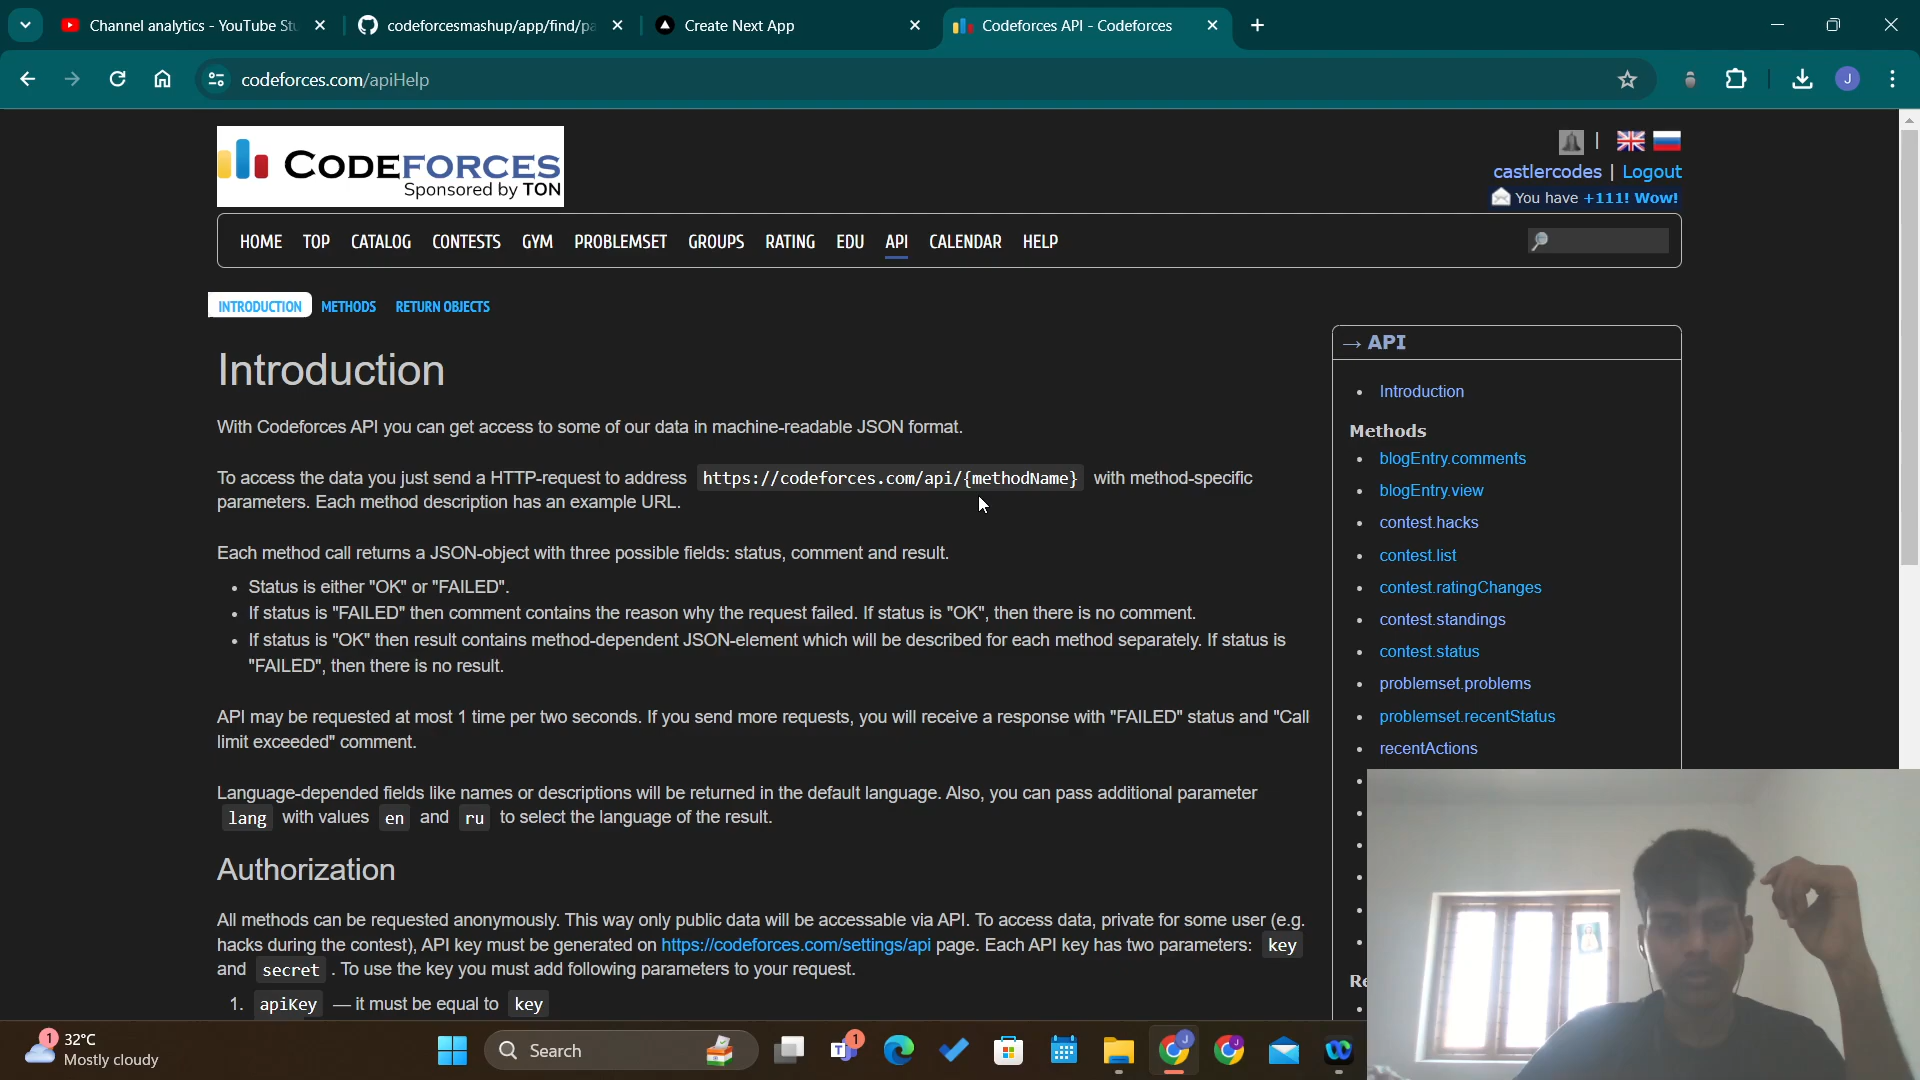 Channel analytics - YouTube St
codeforcesmashup/app/find/pa
Create Next App
Codeforces API - Codeforces
codeforces.com/apiHelp
J
CODEFORCES
Sponsored by TON
castlercodes | Logout
You have +111! Wow!
HOME TOP CATALOG CONTESTS GYM PROBLEMSET GROUPS RATING EDU API CALENDAR HELP
INTRODUCTION METHODS RETURN OBJECTS
Introduction
With Codeforces API you can get access to some of our data in machine-readable JSON format.
To access the data you just send a HTTP-request to address https://codeforces.com/api/{methodName} with method-specific
parameters. Each method description has an example URL.
Each method call returns a JSON-object with three possible fields: status, comment and result.
• Status is either "OK" or "FAILED".
• If status is "FAILED" then comment contains the reason why the request failed. If status is "OK", then there is no comment.
• If status is "OK" then result contains method-dependent JSON-element which will be described for each method separately. If status is
"FAILED", then there is no result.
API may be requested at most 1 time per two seconds. If you send more requests, you will receive a response with "FAILED" status and "Call
limit exceeded" comment.
Language-depended fields like names or descriptions will be returned in the default language. Also, you can pass additional parameter
lang with values en and ru to select the language of the result.
Authorization
All methods can be requested anonymously. This way only public data will be accessable via API. To access data, private for some user (e.g.
hacks during the contest), API key must be generated on https://codeforces.com/settings/api page. Each API key has two parameters: key
and secret . To use the key you must add following parameters to your request.
1. apiKey — it must be equal to key
→ API
• Introduction
Methods
• blogEntry.comments
• blogEntry.view
• contest.hacks
• contest.list
• contest.ratingChanges
• contest.standings
• contest.status
• problemset.problems
• problemset.recentStatus
• recentActions
Re
1
32°C
Mostly cloudy
Search
T
1
J
J